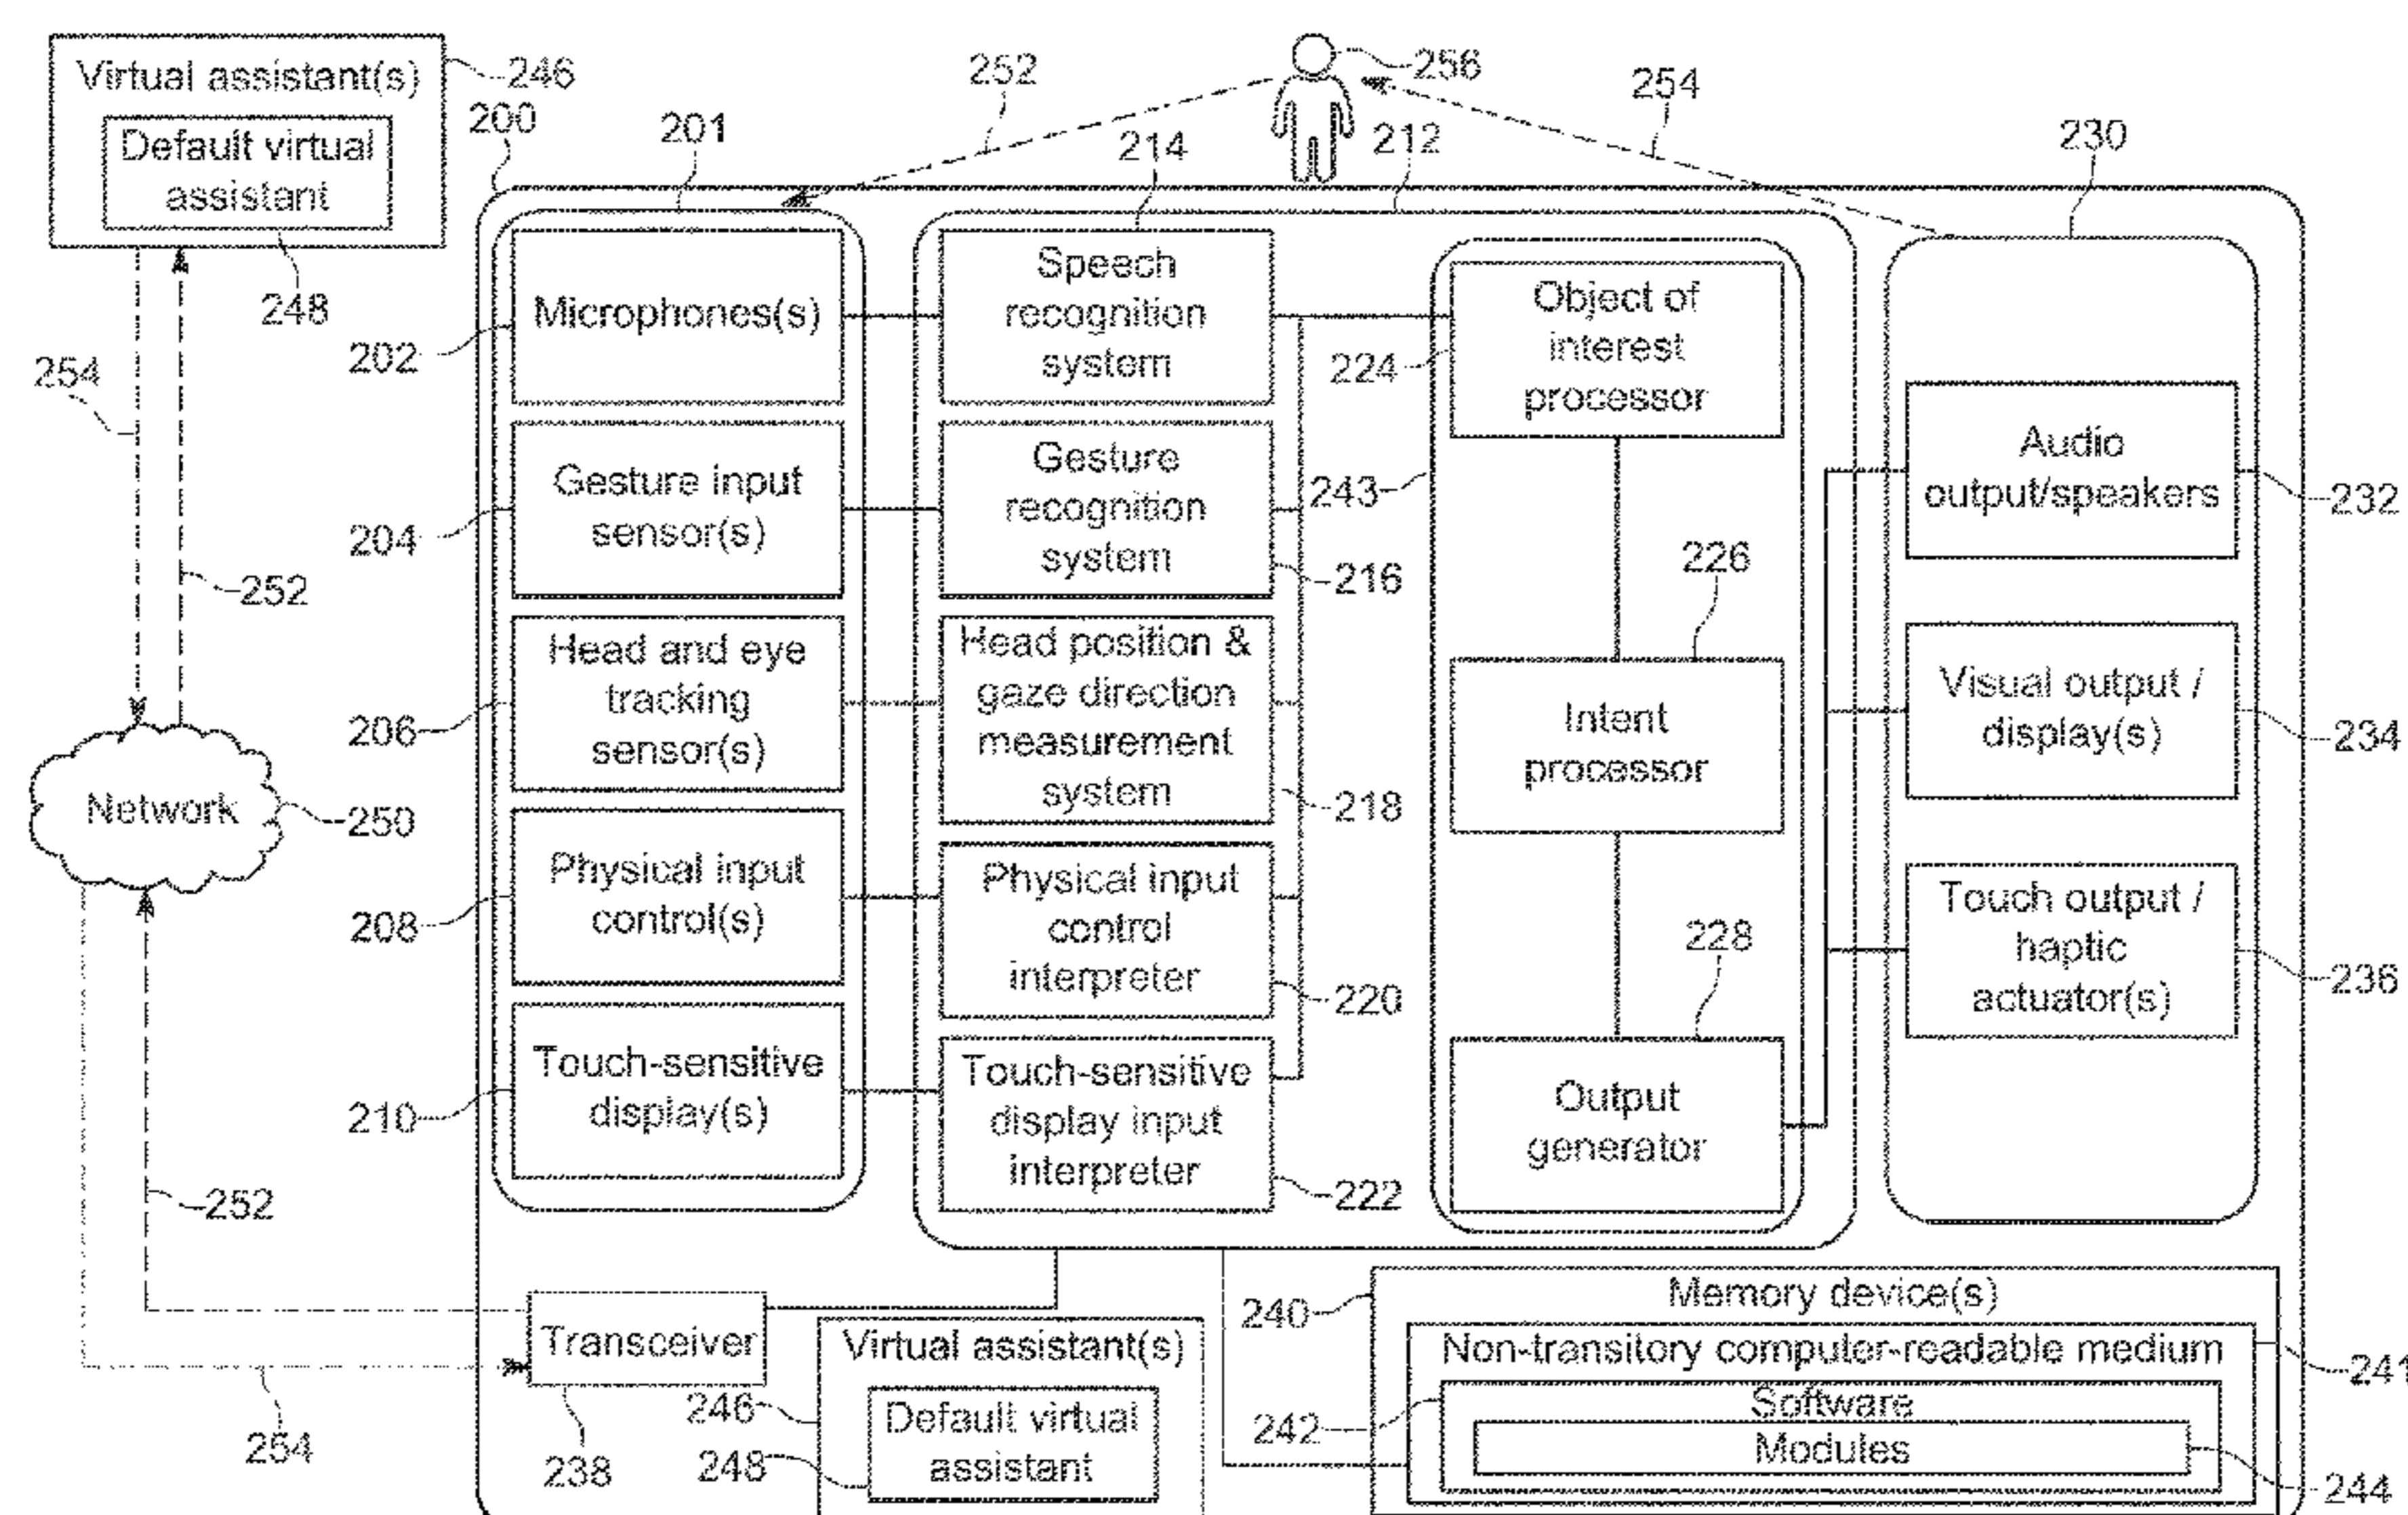 Virtual assistant(s)
246
Default virtual
assistant
248
200
201
252
256
254
214
212
230
Microphones(s)
202
Gesture input
sensor(s)
204
Head and eye
tracking
sensor(s)
206
Physical input
control(s)
208
Touch-sensitive
display(s)
210
Speech
recognition
system
Gesture
recognition
system
216
Head position &
gaze direction
measurement
system
218
Physical input
control
interpreter
220
Touch-sensitive
display input
interpreter
222
Object of
interest
processor
224
243
226
Intent
processor
228
Output
generator
Audio
output/speakers
232
Visual output /
display(s)
234
Touch output /
haptic
actuator(s)
236
254
252
Network
250
252
254
Transceiver
238
Virtual assistant(s)
246
Default virtual
assistant
248
240
Memory device(s)
Non-transitory computer-readable medium
241
242
Software
Modules
244